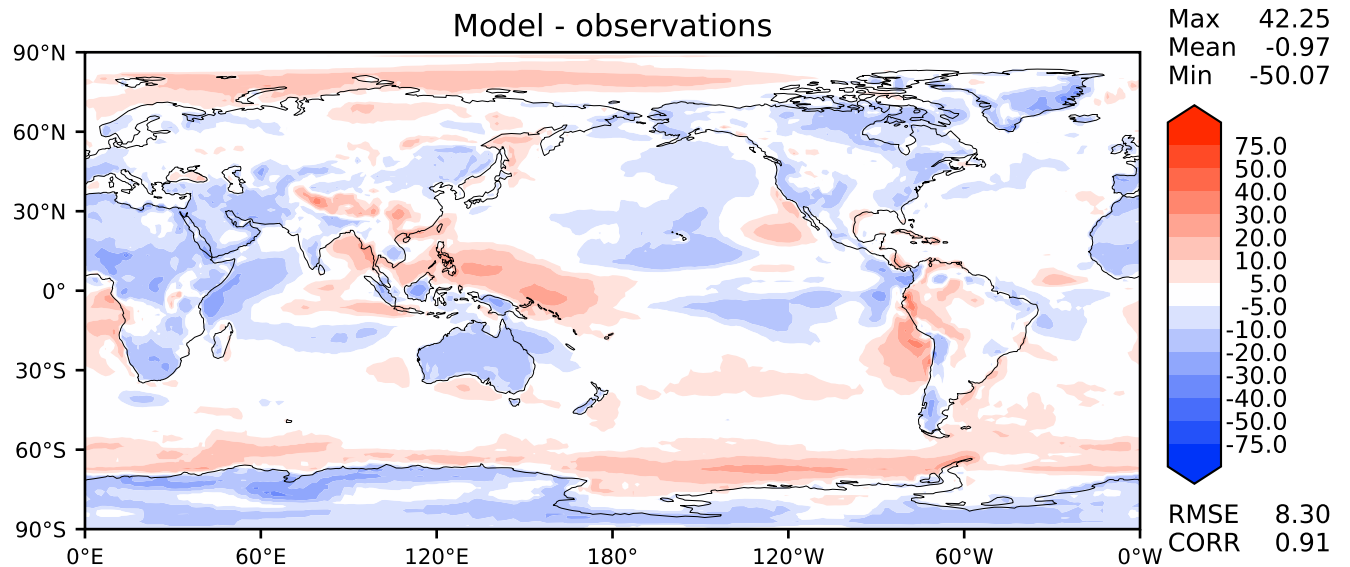 Model - observations
Max 42.25
Mean -0.97
Min -50.07
90°N
60°N
30°N
0°
30°S
60°S
90°S
0°E 60°E 120°E 180° 120°W 60°W 0°W
75.0
50.0
40.0
30.0
20.0
10.0
5.0
-5.0
-10.0
-20.0
-30.0
-40.0
-50.0
-75.0
RMSE 8.30
CORR 0.91